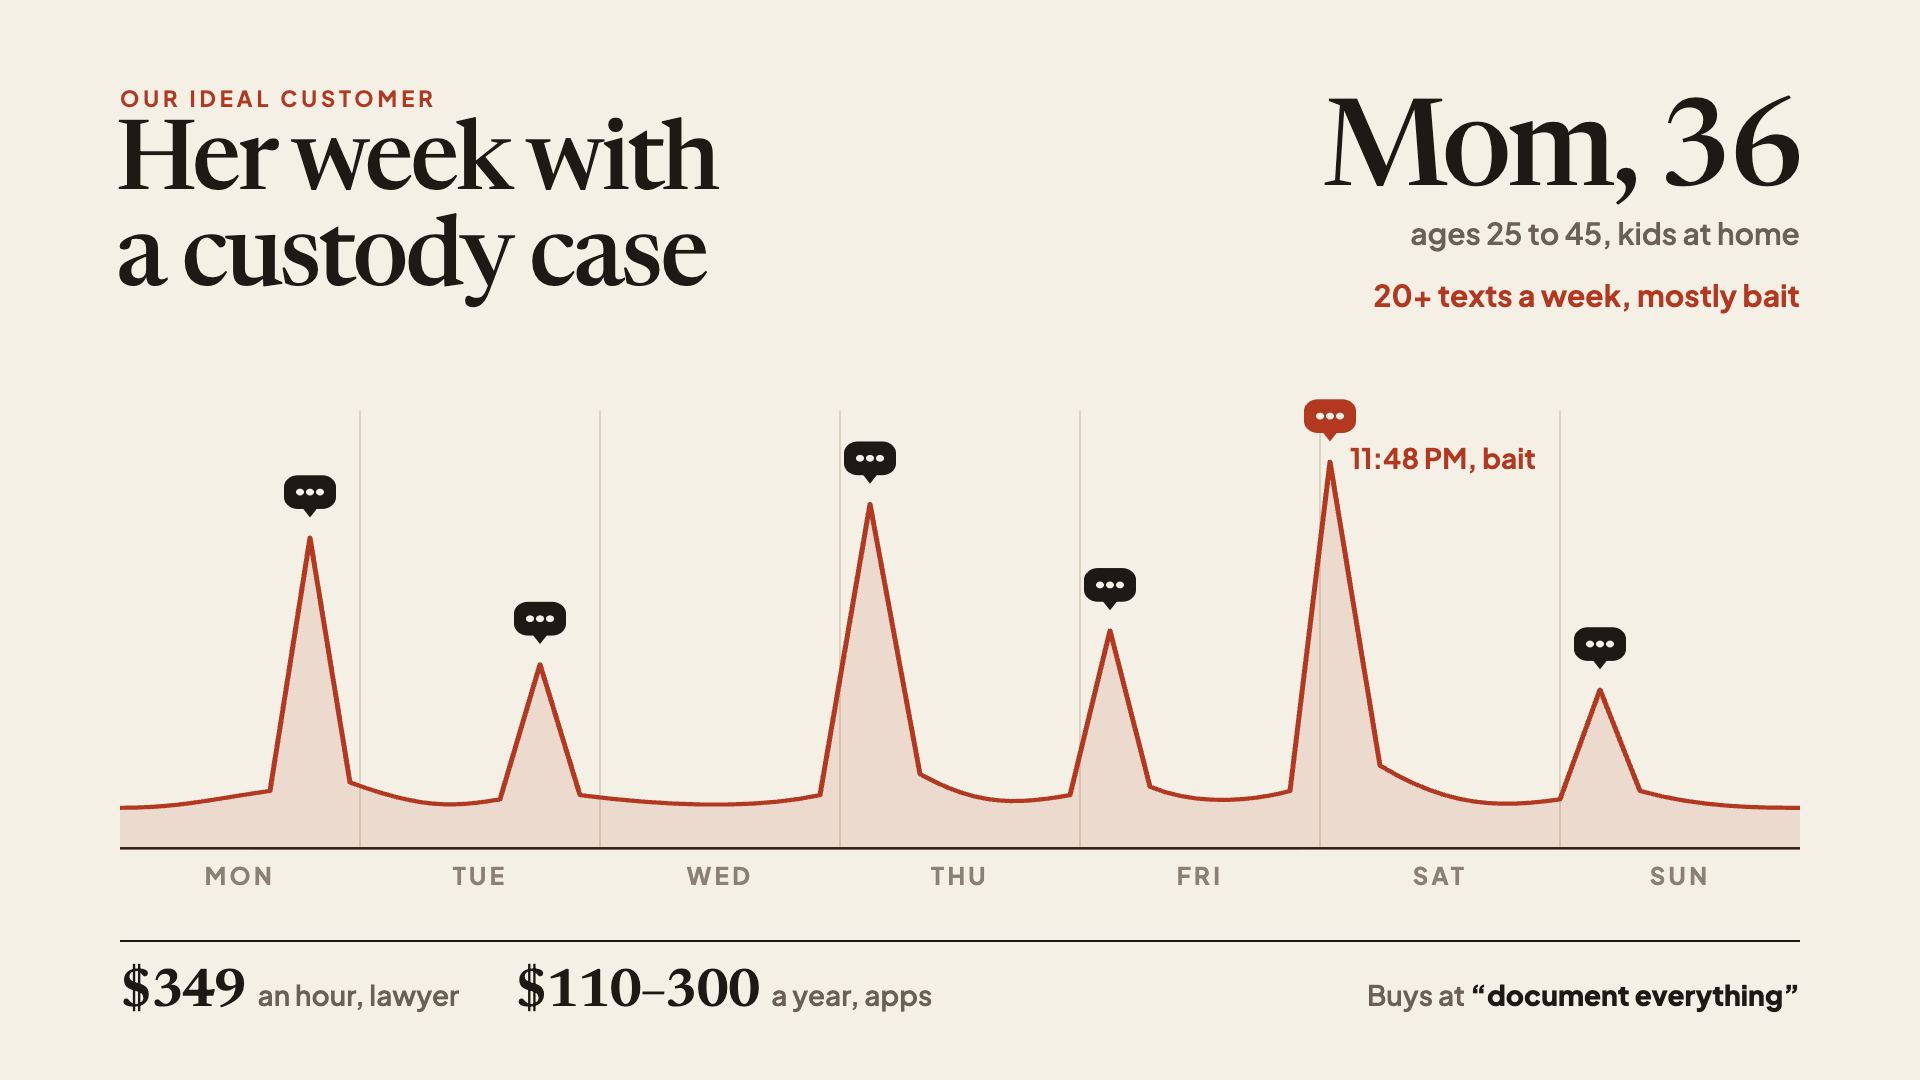 OUR IDEAL CUSTOMER
Her week with
a custody case
Mom, 36
ages 25 to 45, kids at home
20+ texts a week, mostly bait
11:48 PM, bait
MON TUE WED THU FRI SAT SUN
$349 an hour, lawyer $110–300 a year, apps Buys at “document everything”